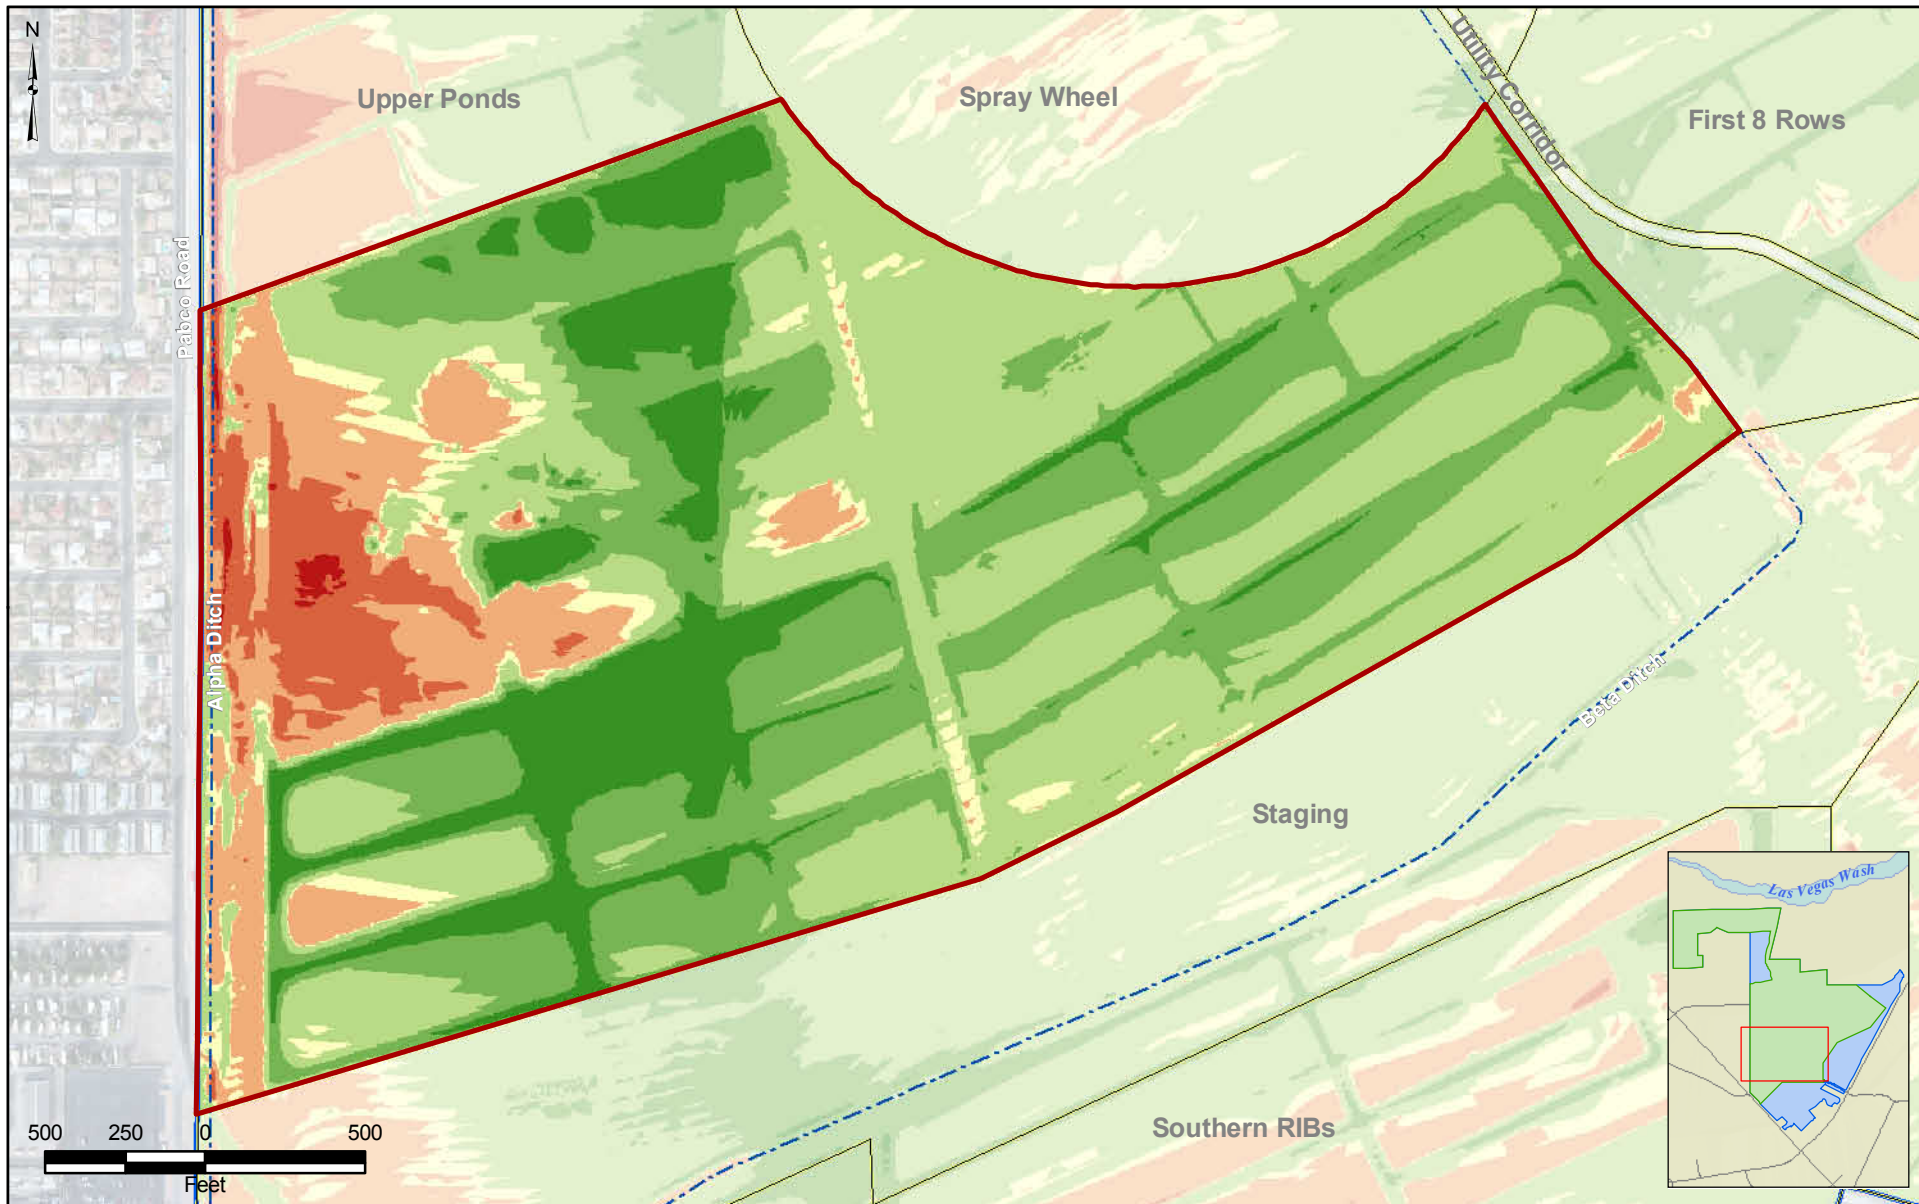 N
Upper Ponds
Spray Wheel
Utility Corridor
First 8 Rows
Pabco Road
Alpha Ditch
Beta Ditch
Staging
Las Vegas Wash
Southern RIBs
500 250 0 500
Feet